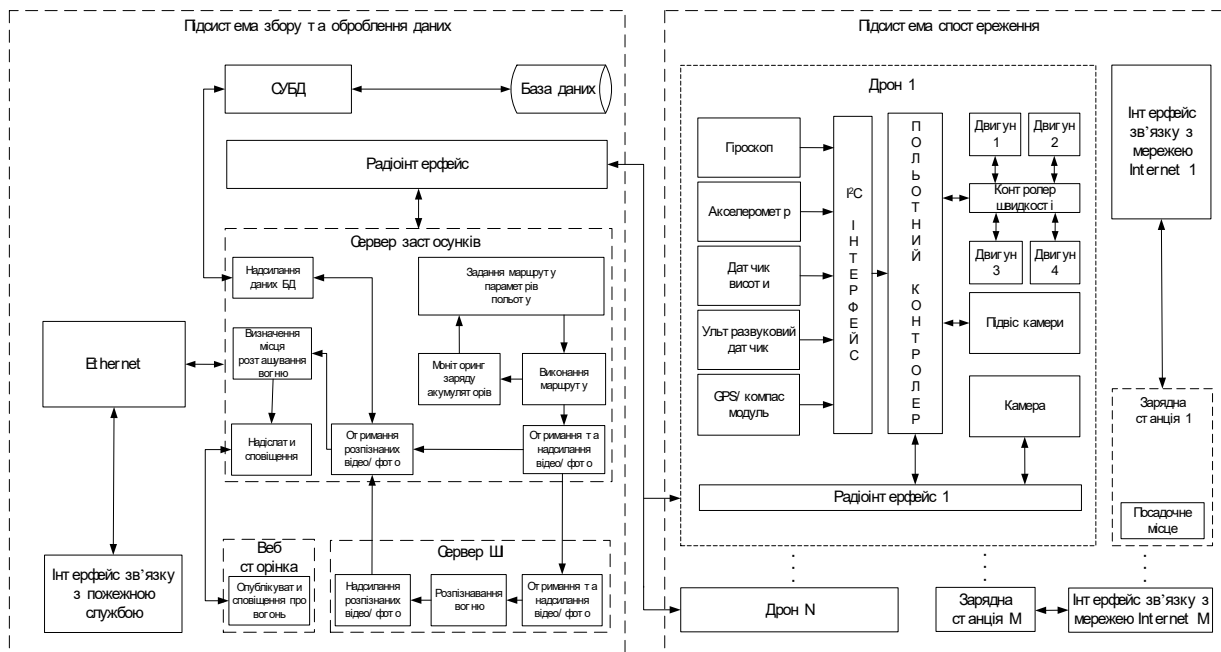 Підсистема збору та оброблення даних
СУБД
База даних
Радіоінтерфейс
Сервер застосунків
Надсилання
даних БД
Задання маршруту
параметрів
польоту
Визначення
місця
розташування
вогню
Моніторинг
заряду
акумуляторів
Виконання
маршруту
Ethernet
Надіслати
сповіщення
Отримання
розпізнаних
відео/фото
Отримання та
надсилання
відео/фото
Інтерфейс зв’язку
з пожежною
службою
Веб
сторінка
Опублікувати
сповіщення про
вогонь
Сервер ШІ
Надсилання
розпізнаних
відео/фото
Розпізнавання
вогню
Отримання та
надсилання
відео/фото
Підсистема спостереження
Дрон 1
Гіроскоп
Акселерометр
Датчик
висоти
Ультразвуковий
датчик
GPS/компас
модуль
I²C ІНТЕРФЕЙС
ПОЛЬОТНИЙ КОНТРОЛЕР
Двигун
1
Двигун
2
Контролер
швидкості
Двигун
3
Двигун
4
Підвіс камери
Камера
Радіоінтерфейс 1
Інтерфейс
зв’язку з
мережею
Internet 1
Зарядна
станція 1
Посадочне
місце
Дрон N
Зарядна
станція M
Інтерфейс зв’язку з
мережею Internet M